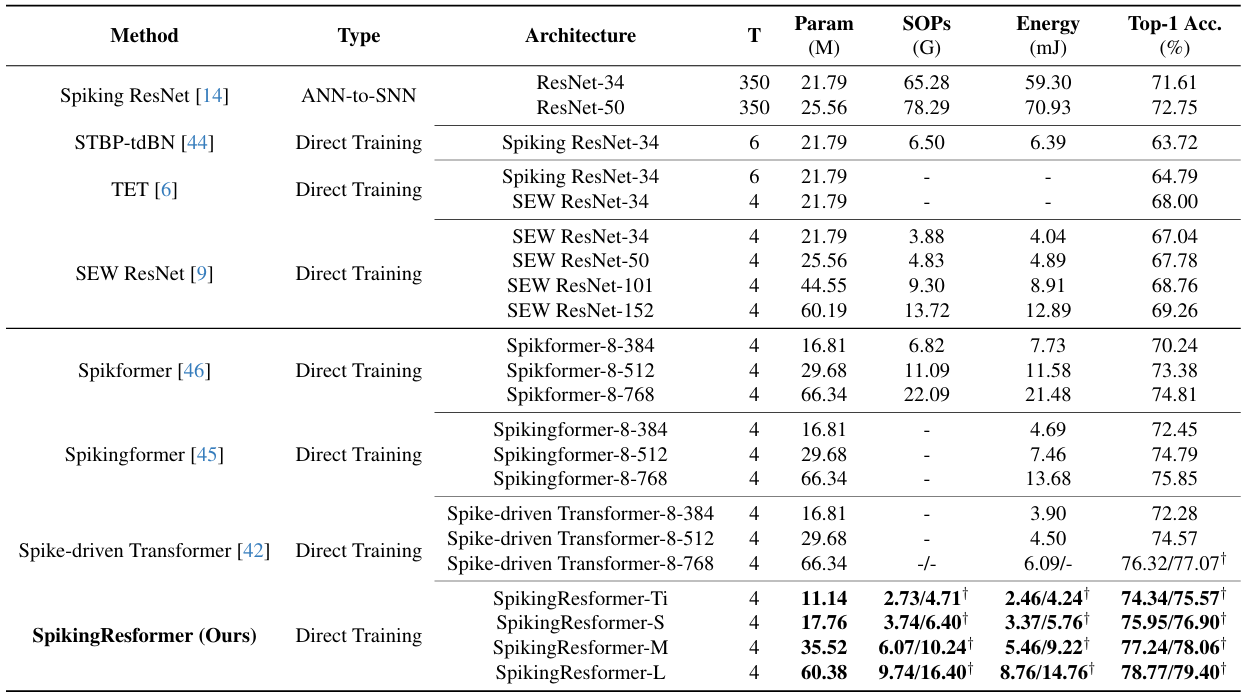 Method Type Architecture T Param (M) SOPs (G) Energy (mJ) Top-1 Acc. (%)
Spiking ResNet [14] ANN-to-SNN ResNet-34 350 21.79 65.28 59.30 71.61
ResNet-50 350 25.56 78.29 70.93 72.75
STBP-tdBN [44] Direct Training Spiking ResNet-34 6 21.79 6.50 6.39 63.72
TET [6] Direct Training Spiking ResNet-34 6 21.79 - - 64.79
SEW ResNet-34 4 21.79 - - 68.00
SEW ResNet [9] Direct Training SEW ResNet-34 4 21.79 3.88 4.04 67.04
SEW ResNet-50 4 25.56 4.83 4.89 67.78
SEW ResNet-101 4 44.55 9.30 8.91 68.76
SEW ResNet-152 4 60.19 13.72 12.89 69.26
Spikformer [46] Direct Training Spikformer-8-384 4 16.81 6.82 7.73 70.24
Spikformer-8-512 4 29.68 11.09 11.58 73.38
Spikformer-8-768 4 66.34 22.09 21.48 74.81
Spikingformer [45] Direct Training Spikingformer-8-384 4 16.81 - 4.69 72.45
Spikingformer-8-512 4 29.68 - 7.46 74.79
Spikingformer-8-768 4 66.34 - 13.68 75.85
Spike-driven Transformer [42] Direct Training Spike-driven Transformer-8-384 4 16.81 - 3.90 72.28
Spike-driven Transformer-8-512 4 29.68 - 4.50 74.57
Spike-driven Transformer-8-768 4 66.34 -/- 6.09/- 76.32/77.07†
SpikingResformer (Ours) Direct Training SpikingResformer-Ti 4 11.14 2.73/4.71† 2.46/4.24† 74.34/75.57†
SpikingResformer-S 4 17.76 3.74/6.40† 3.37/5.76† 75.95/76.90†
SpikingResformer-M 4 35.52 6.07/10.24† 5.46/9.22† 77.24/78.06†
SpikingResformer-L 4 60.38 9.74/16.40† 8.76/14.76† 78.77/79.40†